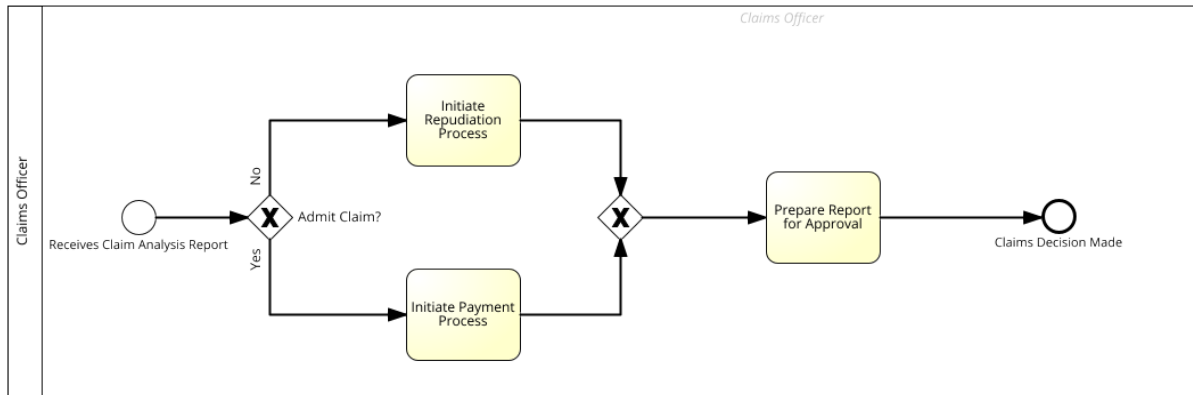 Claims Officer
Claims Officer
Initiate
Repudiation
Process
No
Admit Claim?
Receives Claim Analysis Report
Yes
Initiate Payment
Process
Prepare Report
for Approval
Claims Decision Made